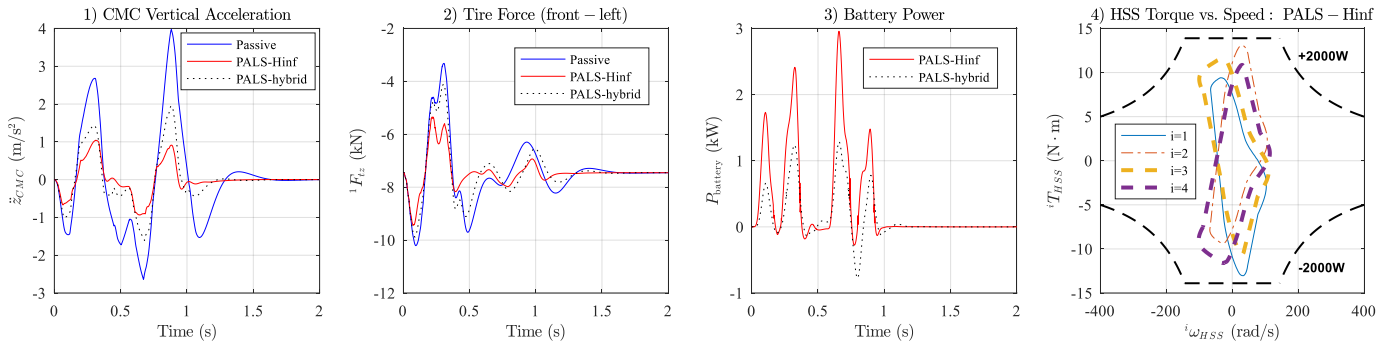 1) CMC Vertical Acceleration
z̈CMC (m/s²)
4
3
2
1
0
-1
-2
-3
0
0.5
1
1.5
2
Time (s)
Passive
PALS-Hinf
PALS-hybrid
2) Tire Force (front − left)
¹Ftz (kN)
-2
-4
-6
-8
-10
-12
0
0.5
1
1.5
2
Time (s)
Passive
PALS-Hinf
PALS-hybrid
3) Battery Power
Pbattery (kW)
3
2
1
0
-1
0
0.5
1
1.5
2
Time (s)
PALS-Hinf
PALS-hybrid
4) HSS Torque vs. Speed : PALS − Hinf
ⁱTHSS (N · m)
15
10
5
0
-5
-10
-15
-400
-200
0
200
400
ⁱωHSS (rad/s)
+2000W
i=1
i=2
i=3
i=4
-2000W